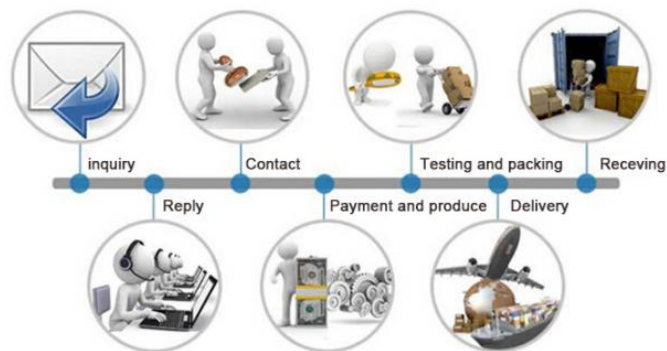 inquiry
Contact
Testing and packing
Receving
Reply
Payment and produce
Delivery